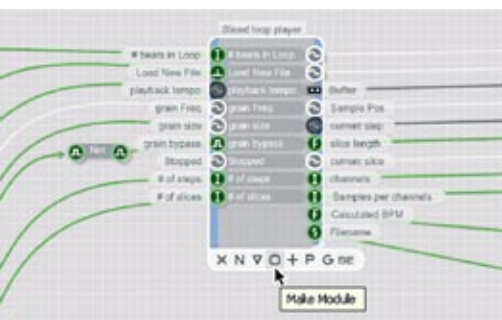 Sliced loop player
# beats in Loop # beats in Loop
Load New File Load New File
playback tempo playback tempo Buffer
grain Freq grain Freq Sample Pos
grain size grain size current step
Not grain bypass grain bypass slice length
Stopped Stopped current slice
# of steps # of steps channels
# of slices # of slices Samples per channels
Calculated BPM
Filename
X N ∇ + P G
Make Module